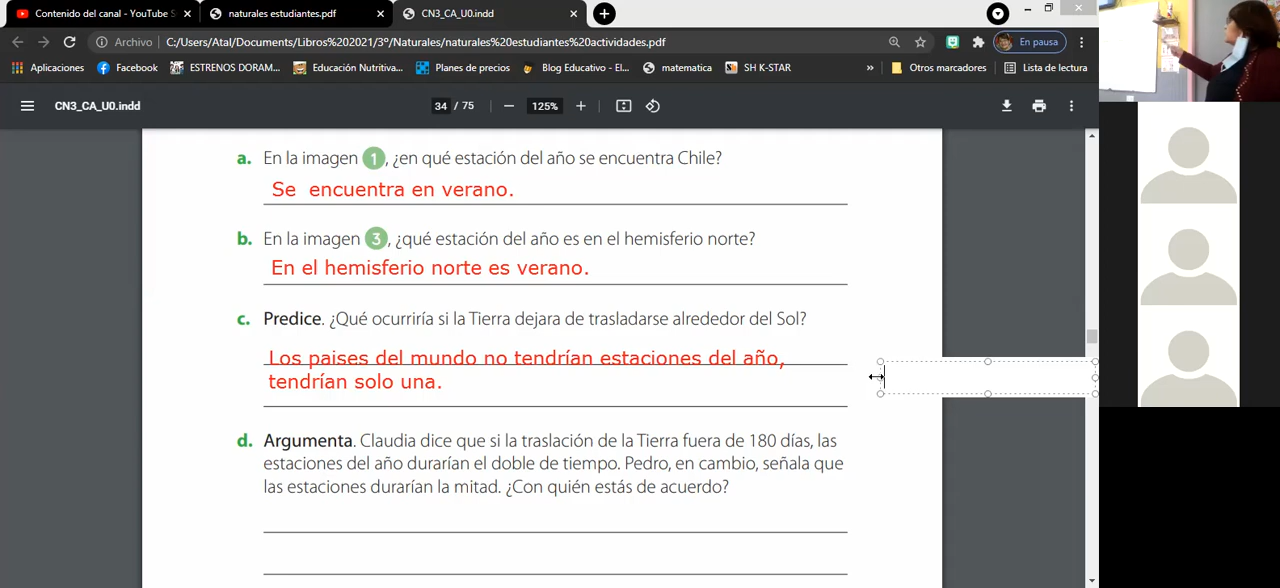 Contenido del canal - YouTube S
naturales estudiantes.pdf
CN3_CA_U0.indd
Archivo
C:/Users/Atal/Documents/Libros%202021/3º/Naturales/naturales%20estudiantes%20actividades.pdf
En pausa
Aplicaciones
Facebook
ESTRENOS DORAM...
Educación Nutritiva...
Planes de precios
Blog Educativo - El...
matematica
SH K-STAR
»
Otros marcadores
Lista de lectura
CN3_CA_U0.indd
34 / 75
125%
a. En la imagen 1, ¿en qué estación del año se encuentra Chile?
Se encuentra en verano.
b. En la imagen 3, ¿qué estación del año es en el hemisferio norte?
En el hemisferio norte es verano.
c. Predice. ¿Qué ocurriría si la Tierra dejara de trasladarse alrededor del Sol?
Los paises del mundo no tendrían estaciones del año,
tendrían solo una.
d. Argumenta. Claudia dice que si la traslación de la Tierra fuera de 180 días, las
estaciones del año durarían el doble de tiempo. Pedro, en cambio, señala que
las estaciones durarían la mitad. ¿Con quién estás de acuerdo?